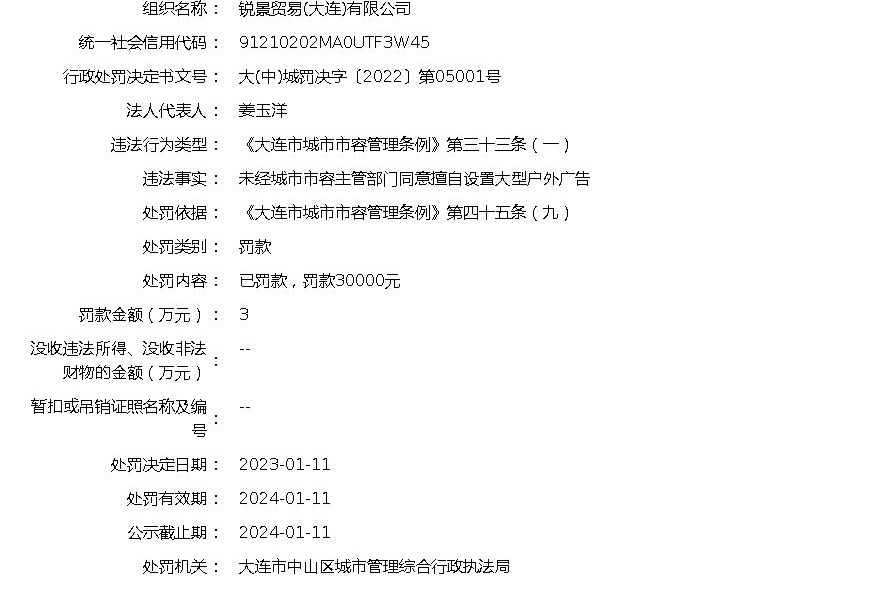 组织名称： 锐景贸易(大连)有限公司
统一社会信用代码： 91210202MA0UTF3W45
行政处罚决定书文号： 大(中)城罚决字〔2022〕第05001号
法人代表人： 姜玉洋
违法行为类型： 《大连市城市市容管理条例》第三十三条（一）
违法事实： 未经城市市容主管部门同意擅自设置大型户外广告
处罚依据： 《大连市城市市容管理条例》第四十五条（九）
处罚类别： 罚款
处罚内容： 已罚款，罚款30000元
罚款金额（万元）： 3
没收违法所得、没收非法
财物的金额（万元）： --
暂扣或吊销证照名称及编
号： --
处罚决定日期： 2023-01-11
处罚有效期： 2024-01-11
公示截止期： 2024-01-11
处罚机关： 大连市中山区城市管理综合行政执法局